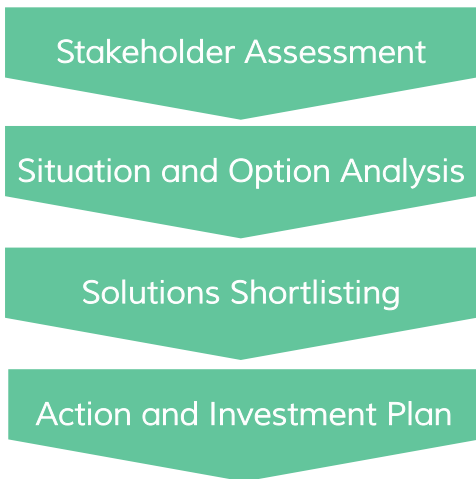 Stakeholder Assessment
Situation and Option Analysis
Solutions Shortlisting
Action and Investment Plan